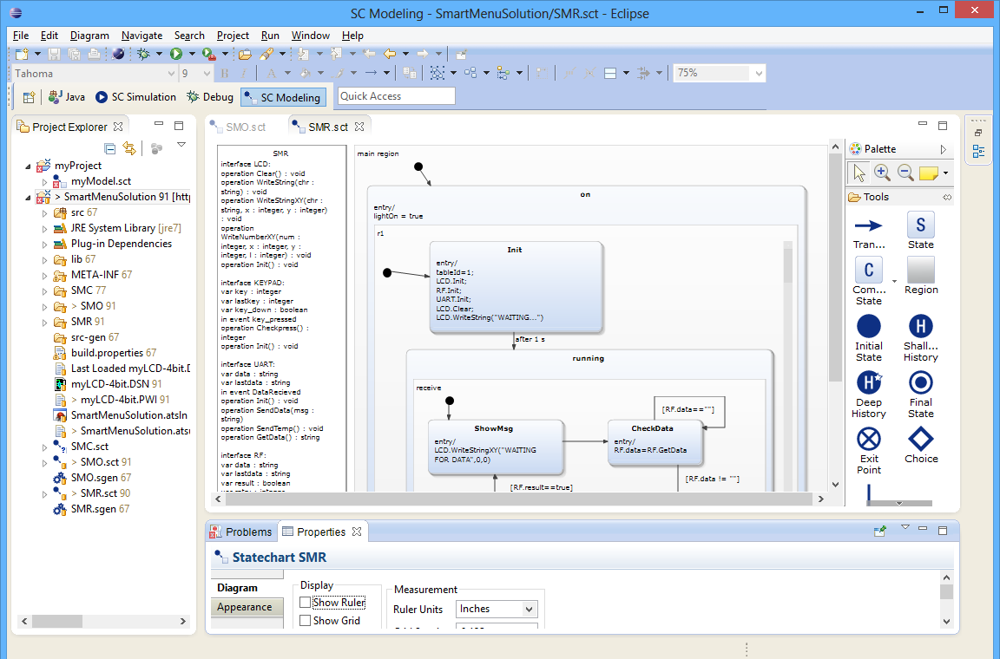 SC Modeling - SmartMenuSolution/SMR.sct - Eclipse
File Edit Diagram Navigate Search Project Run Window Help
Tahoma 9 75%
Java SC Simulation Debug SC Modeling Quick Access
Project Explorer
myProject
myModel.sct
> SmartMenuSolution 91 [http
src 67
JRE System Library [jre7]
Plug-in Dependencies
lib 67
META-INF 67
SMC 77
> SMO 91
SMR 91
src-gen 67
build.properties 67
Last Loaded myLCD-4bit.D
myLCD-4bit.DSN 91
> myLCD-4bit.PWI 91
SmartMenuSolution.atsln
> SmartMenuSolution.atsu
SMC.sct
> SMO.sct 91
SMO.sgen 67
> SMR.sct 90
SMR.sgen 67
SMO.sct
SMR.sct
SMR
interface LCD:
operation Clear() : void
operation WriteString(chr :
string) : void
operation WriteStringXY(chr :
string, x : integer, y : integer)
: void
operation
WriteNumberXY(num :
integer, x : integer, y :
integer, l : integer) : void
operation Init() : void
interface KEYPAD:
var key : integer
var lastkey : integer
var key_down : boolean
in event key_pressed
operation Checkpress() :
integer
operation Init() : void
interface UART:
var data : string
var lastdata : string
in event DataRecieved
operation Init() : void
operation SendData(msg :
string)
operation SendTemp() : void
operation GetData() : string
interface RF:
var data : string
var lastdata : string
var result : boolean
main region
on
entry/
lightOn = true
r1
Init
entry/
tableId=1;
LCD.Init;
RF.Init;
UART.Init;
LCD.Clear;
LCD.WriteString("WAITING...")
after 1 s
running
receive
ShowMsg
entry/
LCD.WriteStringXY("WAITING
FOR DATA",0,0)
[RF.data==""]
CheckData
entry/
RF.data=RF.GetData
[RF.data != ""]
[RF.result==true]
Palette
Tools
Tran...
S
State
C
Com...
State
Region
Initial
State
H
Shall...
History
H*
Deep
History
Final
State
Exit
Point
Choice
Problems Properties
Statechart SMR
Diagram
Appearance
Display
Show Ruler
Show Grid
Measurement
Ruler Units Inches